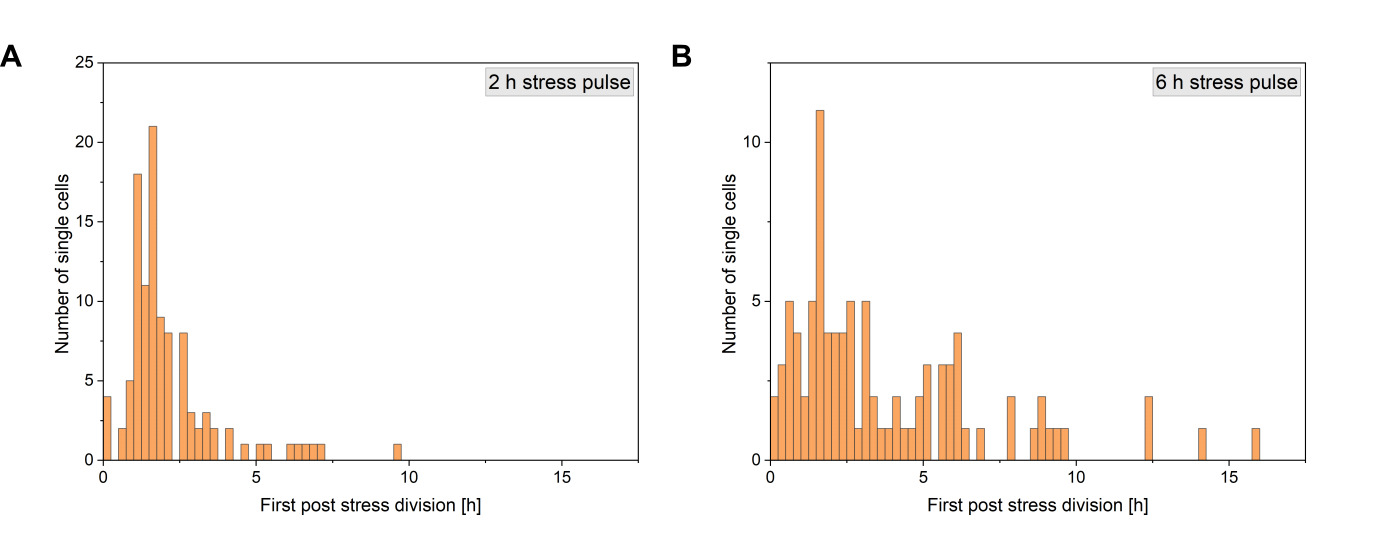 A
2 h stress pulse
25
20
15
10
5
0
0
5
10
15
Number of single cells
First post stress division [h]
B
6 h stress pulse
10
5
0
0
5
10
15
Number of single cells
First post stress division [h]